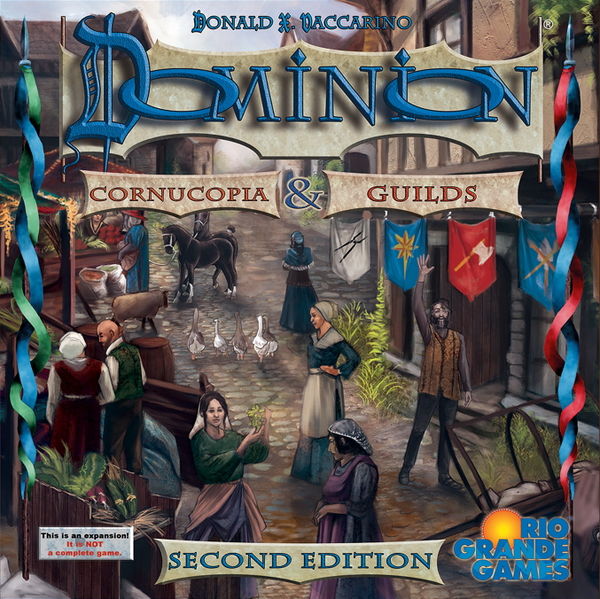 DONALD X. VACCARINO
DOMINION®
CORNUCOPIA & GUILDS
This is an expansion!
It is NOT
a complete game.
SECOND EDITION
RIO
GRANDE
GAMES